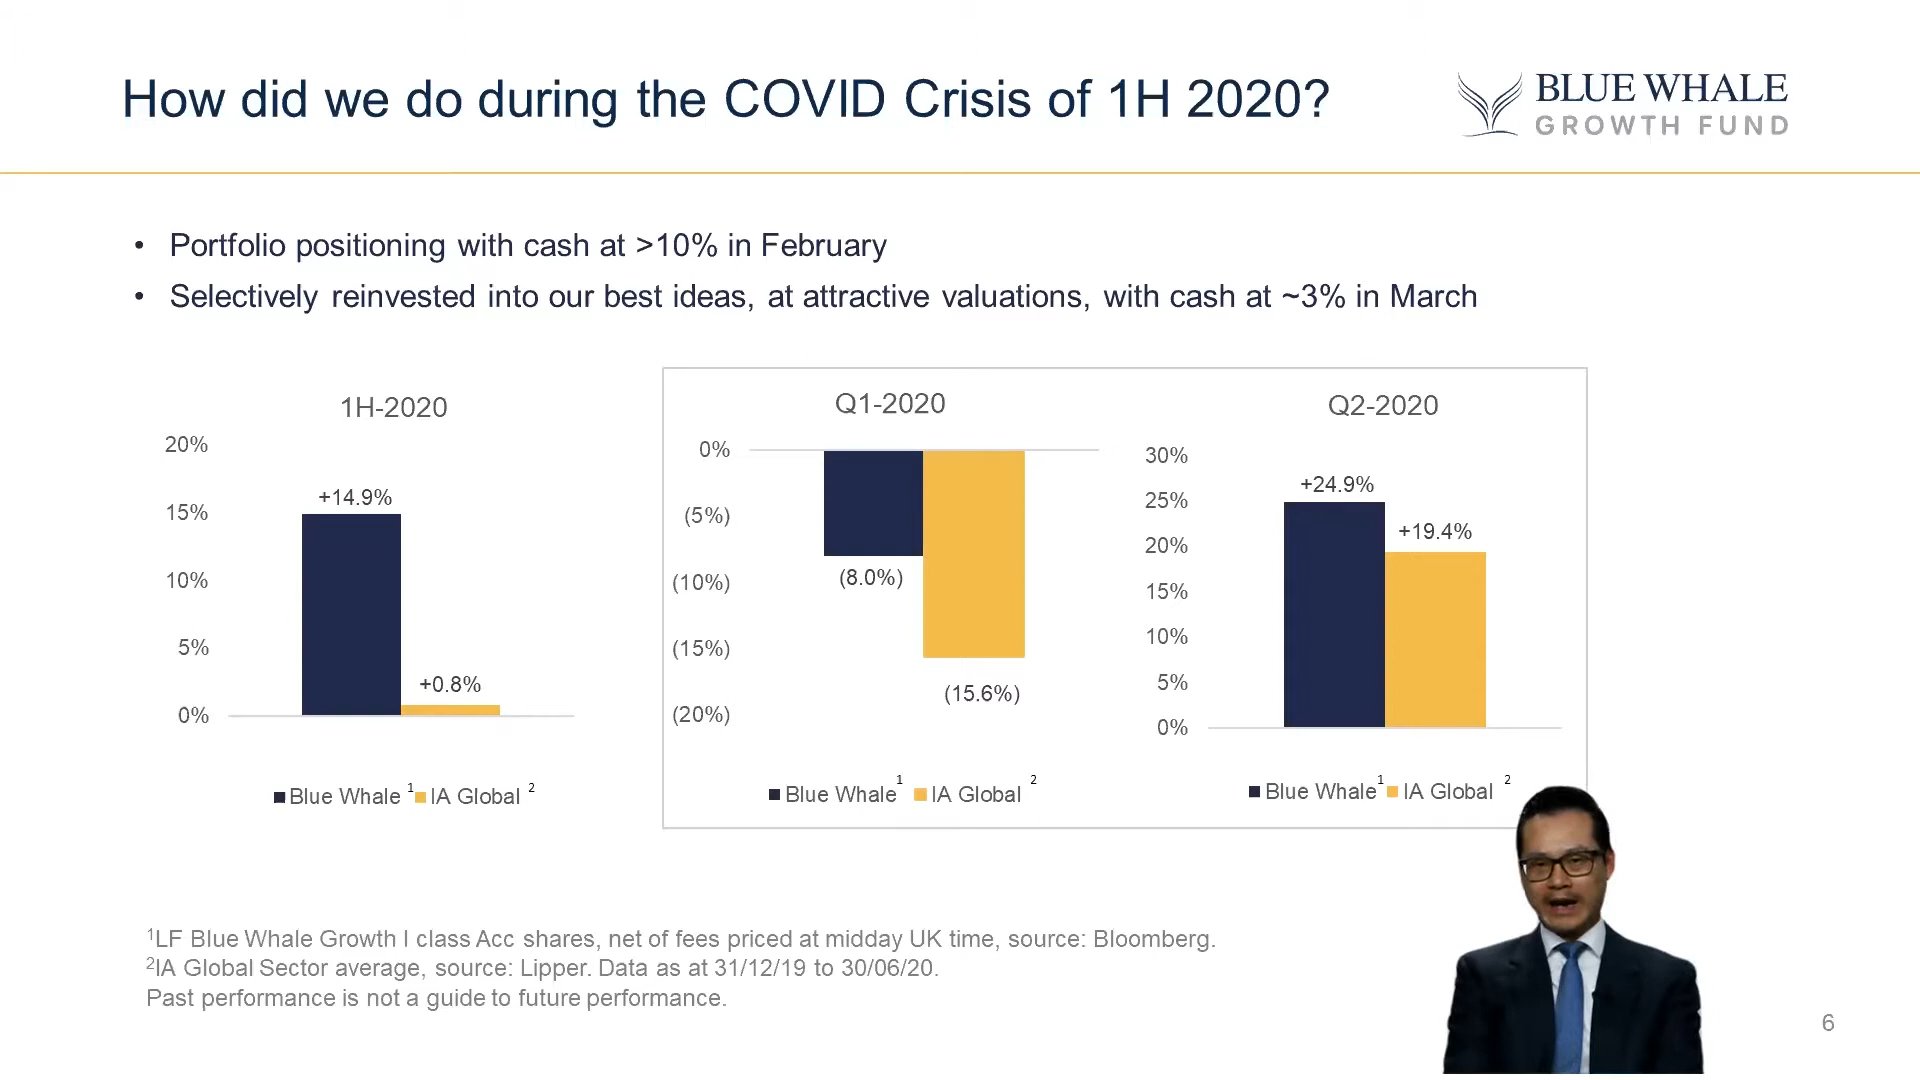 How did we do during the COVID Crisis of 1H 2020?
BLUE WHALE
GROWTH FUND
• Portfolio positioning with cash at >10% in February
• Selectively reinvested into our best ideas, at attractive valuations, with cash at ~3% in March
1H-2020
20%
15%
10%
5%
0%
+14.9%
+0.8%
Blue Whale 1 IA Global 2
Q1-2020
0%
(5%)
(10%)
(15%)
(20%)
(8.0%)
(15.6%)
Blue Whale 1 IA Global 2
Q2-2020
30%
25%
20%
15%
10%
5%
0%
+24.9%
+19.4%
Blue Whale 1 IA Global 2
1LF Blue Whale Growth I class Acc shares, net of fees priced at midday UK time, source: Bloomberg.
2IA Global Sector average, source: Lipper. Data as at 31/12/19 to 30/06/20.
Past performance is not a guide to future performance.
6